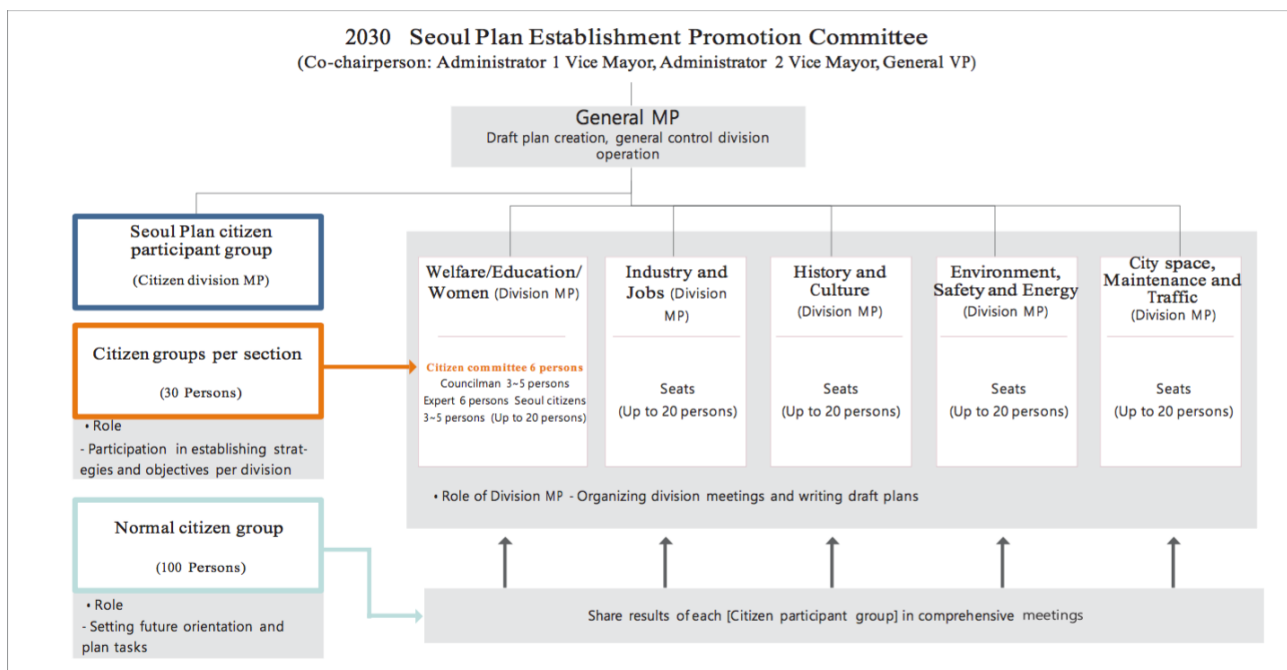 2030 Seoul Plan Establishment Promotion Committee
(Co-chairperson: Administrator 1 Vice Mayor, Administrator 2 Vice Mayor, General VP)
General MP
Draft plan creation, general control division
operation
Seoul Plan citizen
participant group
(Citizen division MP)
Citizen groups per section
(30 Persons)
• Role
- Participation in establishing strat-
egies and objectives per division
Normal citizen group
(100 Persons)
• Role
- Setting future orientation and
plan tasks
Welfare/Education/
Women (Division MP)
Citizen committee 6 persons
Councilman 3~5 persons
Expert 6 persons Seoul citizens
3~5 persons (Up to 20 persons)
Industry and
Jobs (Division
MP)
Seats
(Up to 20 persons)
History and
Culture
(Division MP)
Seats
(Up to 20 persons)
Environment,
Safety and Energy
(Division MP)
Seats
(Up to 20 persons)
City space,
Maintenance and
Traffic
(Division MP)
Seats
(Up to 20 persons)
• Role of Division MP - Organizing division meetings and writing draft plans
Share results of each [Citizen participant group] in comprehensive meetings